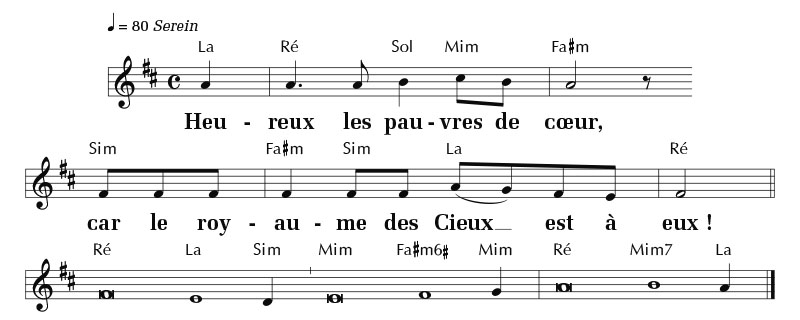 ♩ = 80 Serein
La Ré Sol Mim Fa♯m
Heu - reux les pau - vres de cœur,
Sim Fa♯m Sim La Ré
car le roy - au - me des Cieux __ est à eux !
Ré La Sim Mim Fa♯m6♯ Mim Ré Mim7 La